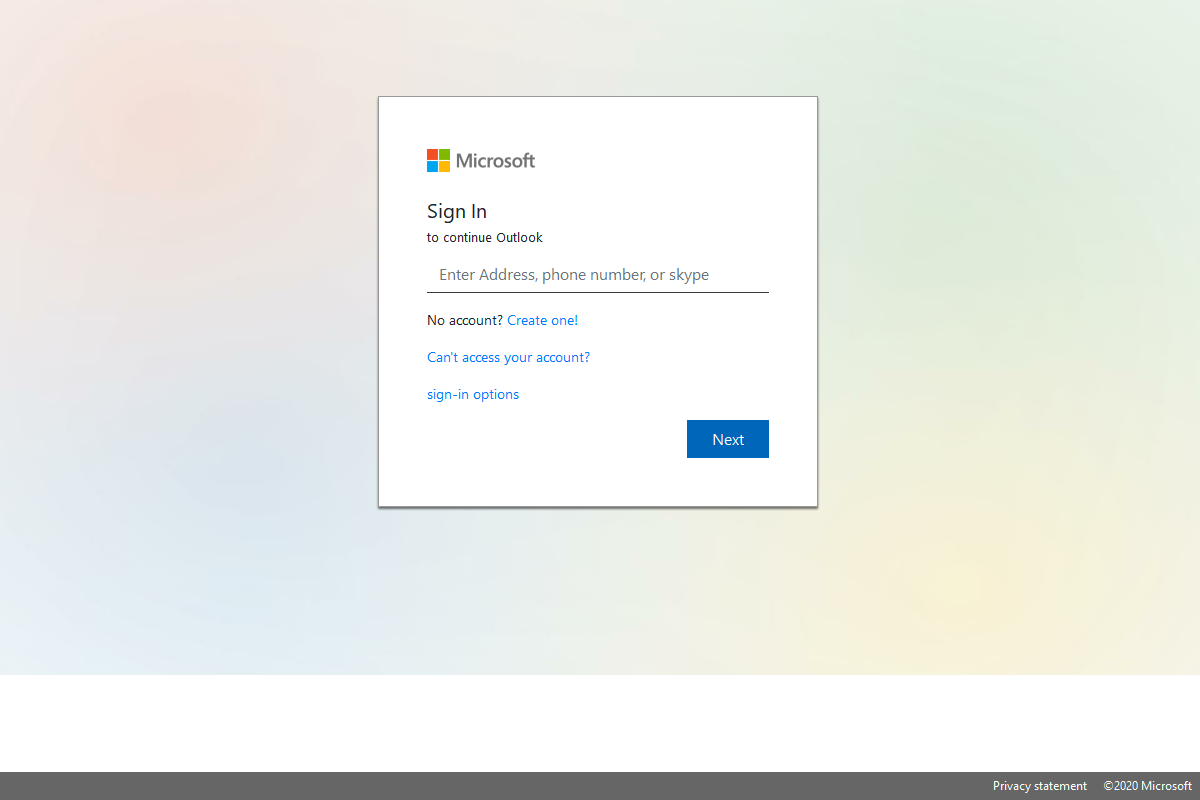 Microsoft
Sign In
to continue Outlook
Enter Address, phone number, or skype
No account? Create one!
Can't access your account?
sign-in options
Next
Privacy statement ©2020 Microsoft